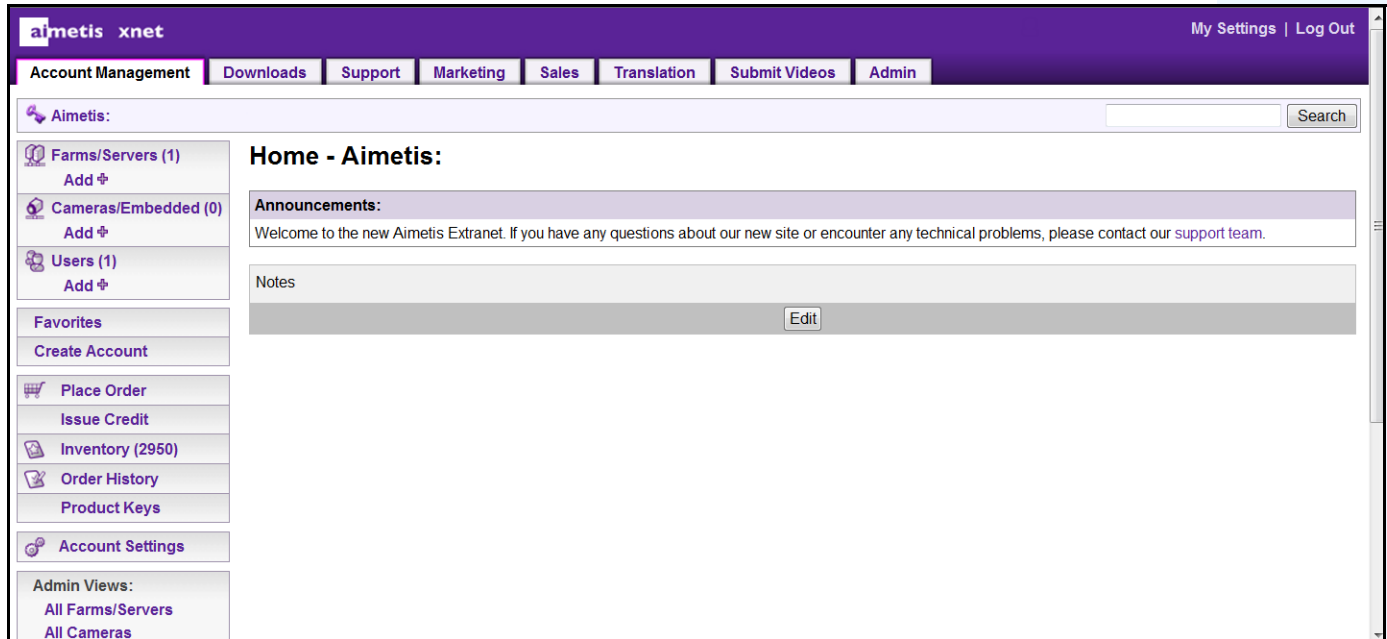 aimetis xnet
My Settings | Log Out
Account Management Downloads Support Marketing Sales Translation Submit Videos Admin
Aimetis:
Search
Farms/Servers (1)
Add
Cameras/Embedded (0)
Add
Users (1)
Add
Favorites
Create Account
Place Order
Issue Credit
Inventory (2950)
Order History
Product Keys
Account Settings
Admin Views:
All Farms/Servers
All Cameras
Home - Aimetis:
Announcements:
Welcome to the new Aimetis Extranet. If you have any questions about our new site or encounter any technical problems, please contact our support team.
Notes
Edit